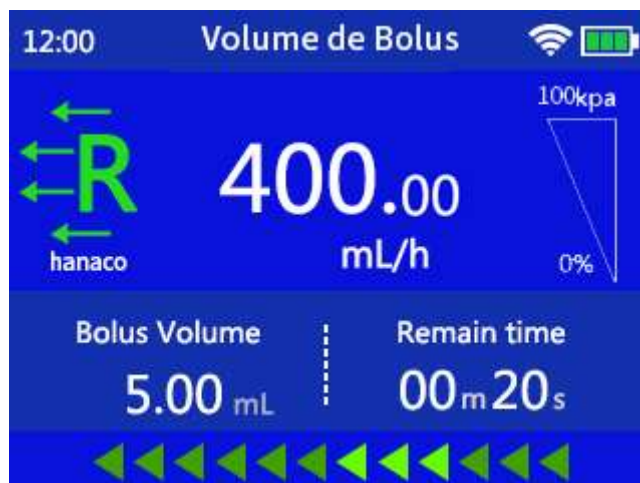 12:00 Volume de Bolus
100kpa
R 400.00
hanaco mL/h 0%
Bolus Volume Remain time
5.00 mL 00m20s